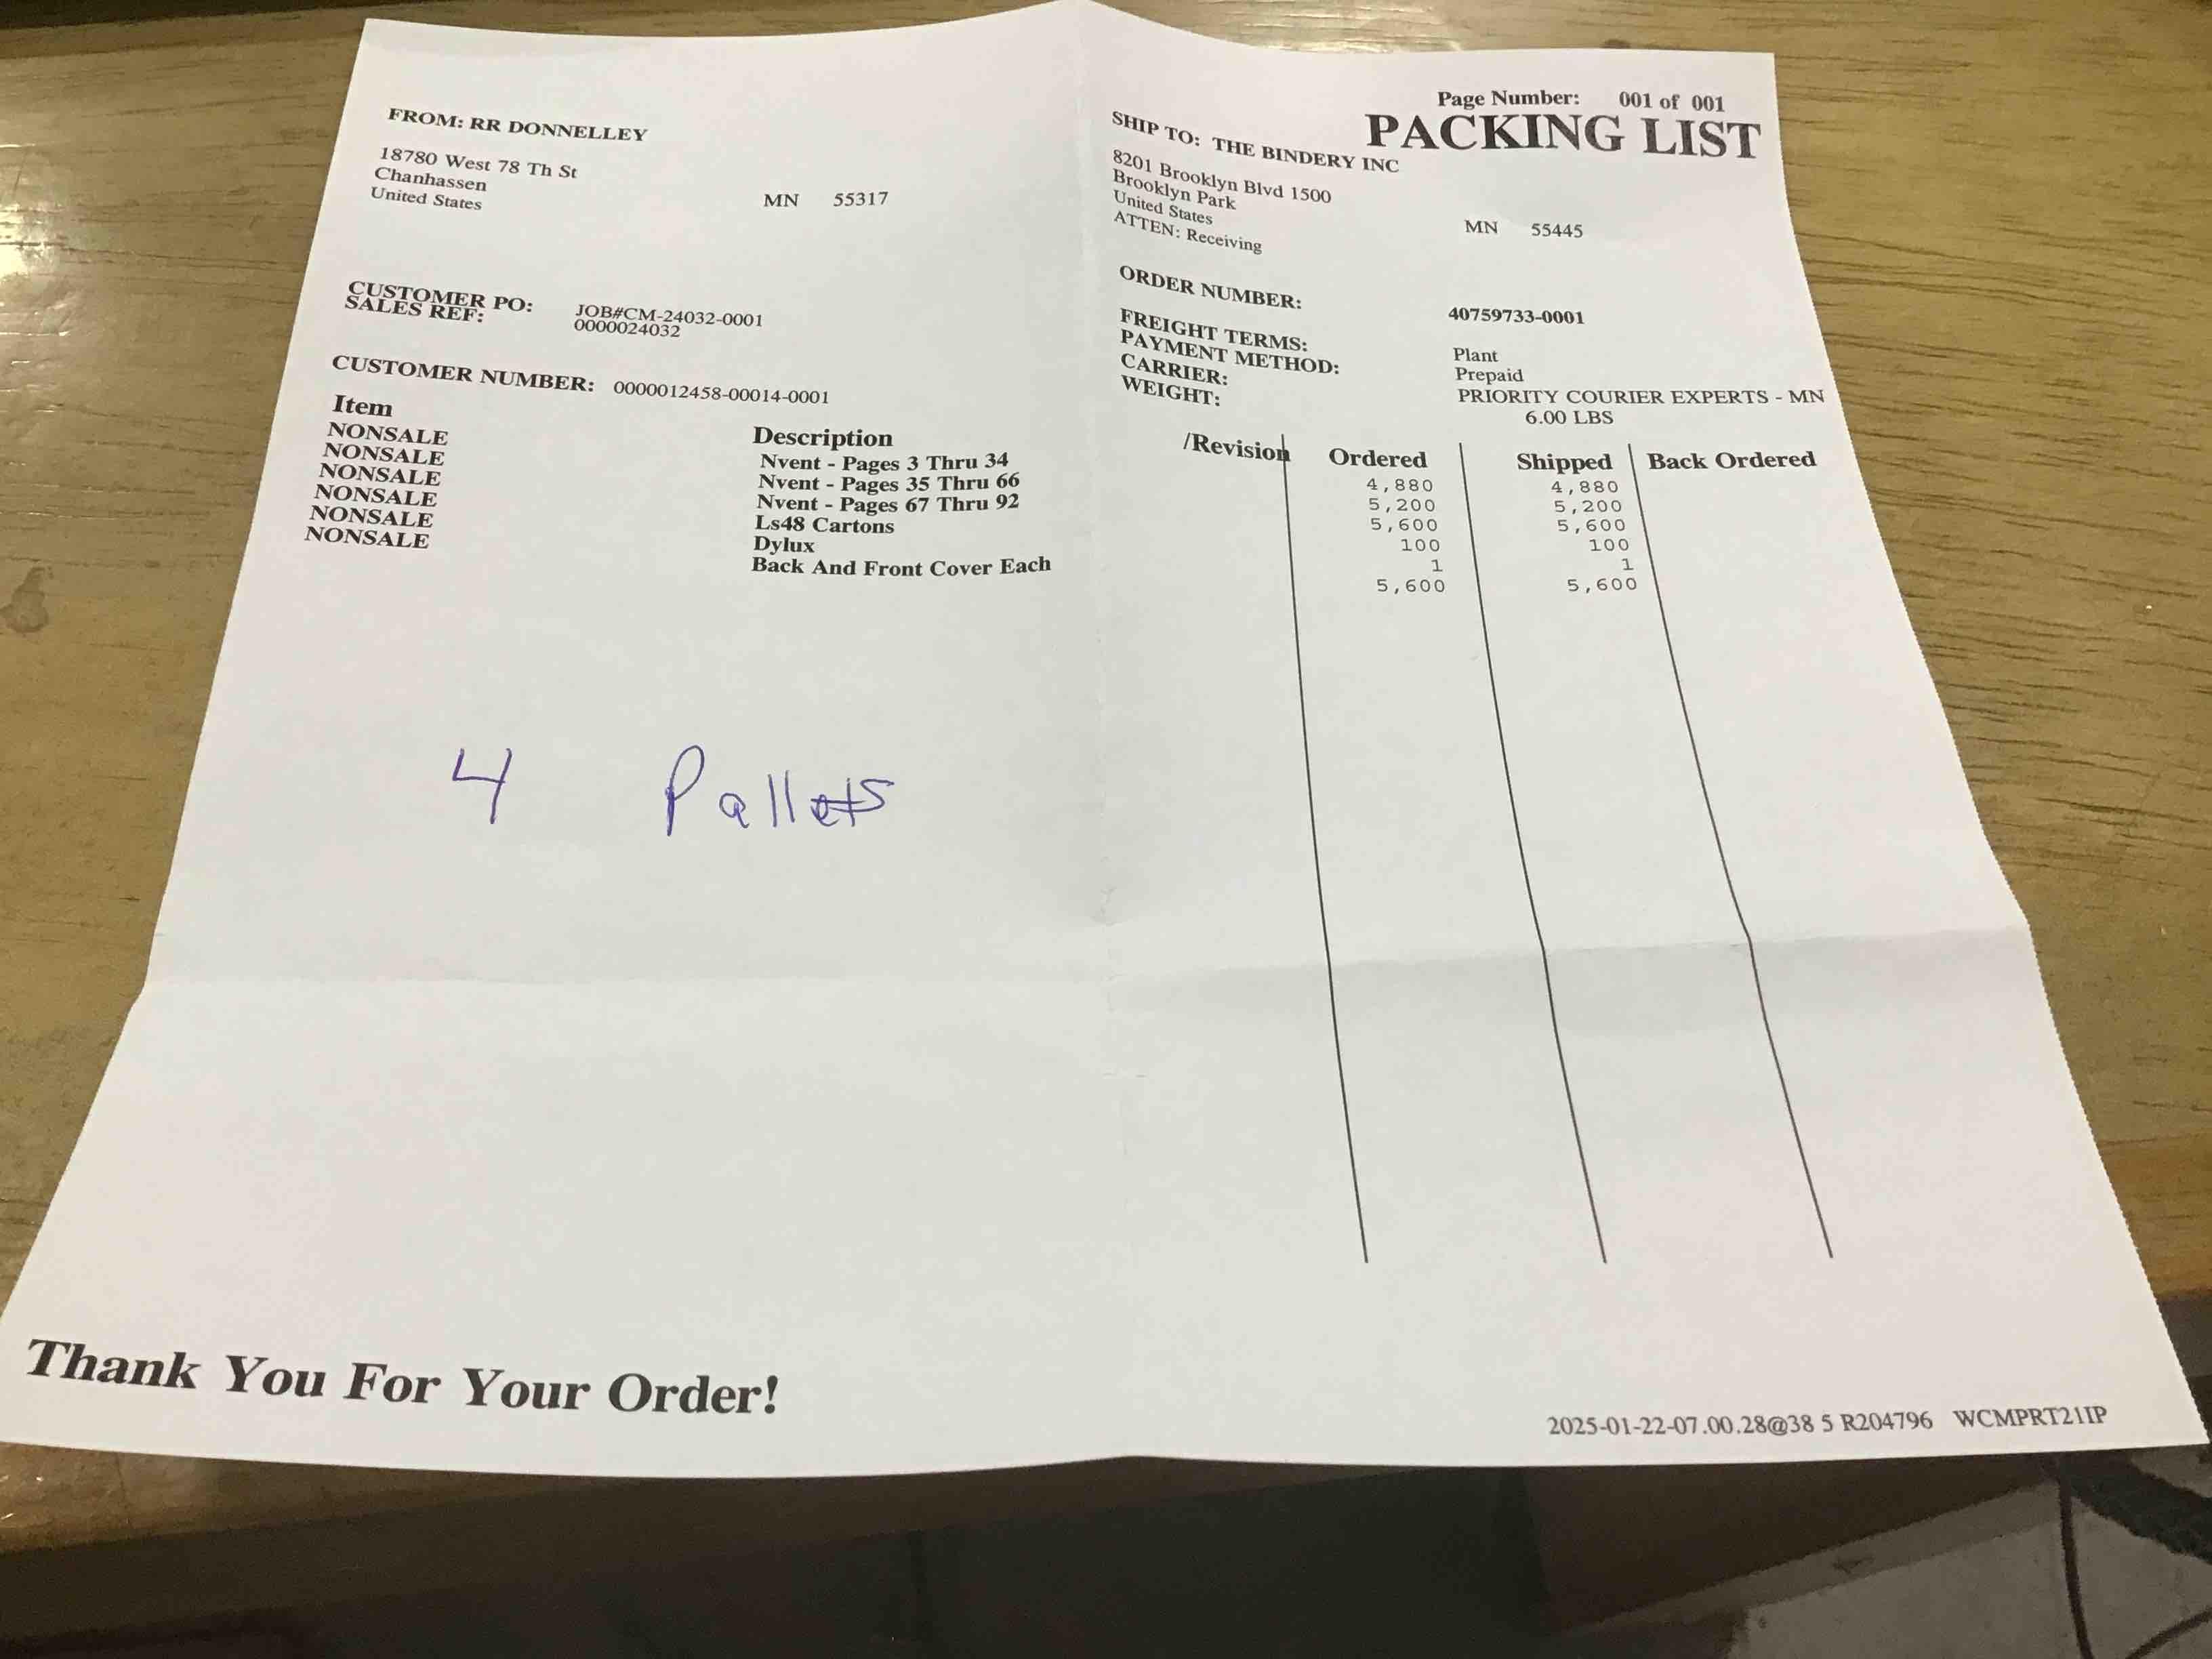 Page Number: 001 of 001
PACKING LIST
FROM: RR DONNELLEY
18780 West 78 Th St
Chanhassen MN 55317
United States
SHIP TO: THE BINDERY INC
8201 Brooklyn Blvd 1500
Brooklyn Park MN 55445
United States
ATTEN: Receiving
CUSTOMER PO: JOB#CM-24032-0001
SALES REF: 0000024032
CUSTOMER NUMBER: 0000012458-00014-0001
ORDER NUMBER: 40759733-0001
FREIGHT TERMS: Plant
PAYMENT METHOD: Prepaid
CARRIER: PRIORITY COURIER EXPERTS - MN
WEIGHT: 6.00 LBS
Item Description /Revision Ordered Shipped Back Ordered
NONSALE Nvent - Pages 3 Thru 34 4,880 4,880
NONSALE Nvent - Pages 35 Thru 66 5,200 5,200
NONSALE Nvent - Pages 67 Thru 92 5,600 5,600
NONSALE Ls48 Cartons 100 100
NONSALE Dylux 1 1
NONSALE Back And Front Cover Each 5,600 5,600
4 Pallets
Thank You For Your Order!
2025-01-22-07.00.28@38 5 R204796 WCMPRT21IP